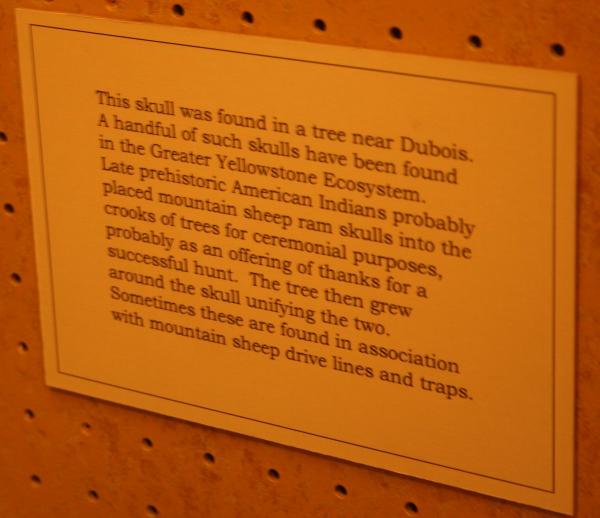 This skull was found in a tree near Dubois.
A handful of such skulls have been found
in the Greater Yellowstone Ecosystem.
Late prehistoric American Indians probably
placed mountain sheep ram skulls into the
crooks of trees for ceremonial purposes,
probably as an offering of thanks for a
successful hunt. The tree then grew
around the skull unifying the two.
Sometimes these are found in association
with mountain sheep drive lines and traps.